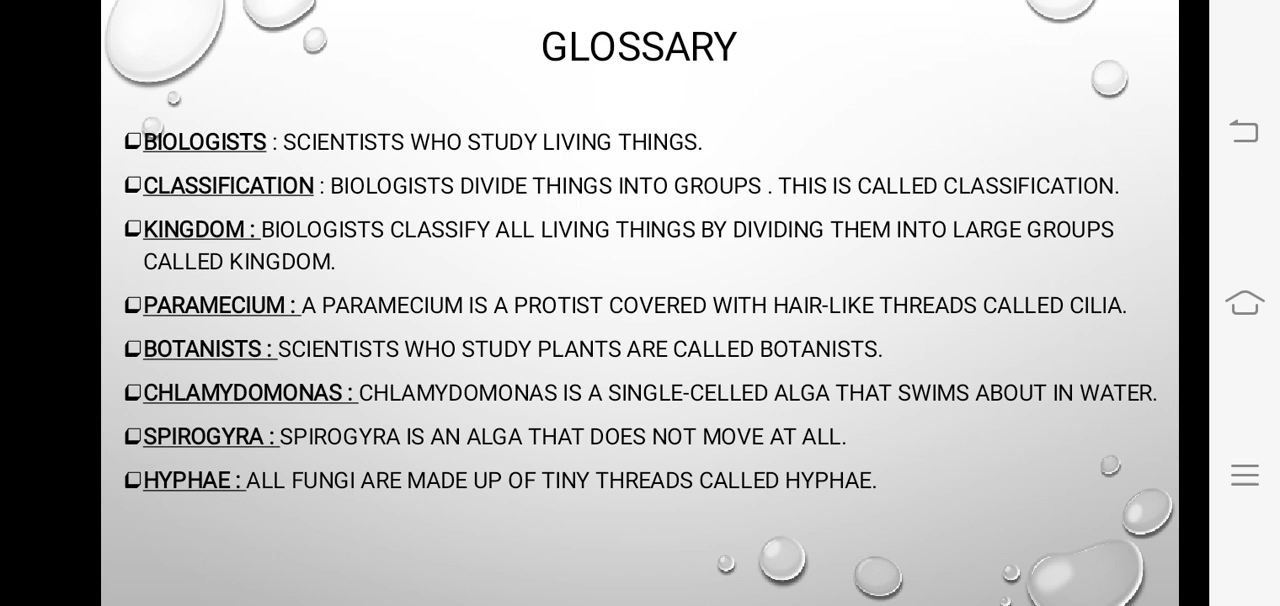 GLOSSARY
BIOLOGISTS : SCIENTISTS WHO STUDY LIVING THINGS.
CLASSIFICATION : BIOLOGISTS DIVIDE THINGS INTO GROUPS . THIS IS CALLED CLASSIFICATION.
KINGDOM : BIOLOGISTS CLASSIFY ALL LIVING THINGS BY DIVIDING THEM INTO LARGE GROUPS
CALLED KINGDOM.
PARAMECIUM : A PARAMECIUM IS A PROTIST COVERED WITH HAIR-LIKE THREADS CALLED CILIA.
BOTANISTS : SCIENTISTS WHO STUDY PLANTS ARE CALLED BOTANISTS.
CHLAMYDOMONAS : CHLAMYDOMONAS IS A SINGLE-CELLED ALGA THAT SWIMS ABOUT IN WATER.
SPIROGYRA : SPIROGYRA IS AN ALGA THAT DOES NOT MOVE AT ALL.
HYPHAE : ALL FUNGI ARE MADE UP OF TINY THREADS CALLED HYPHAE.